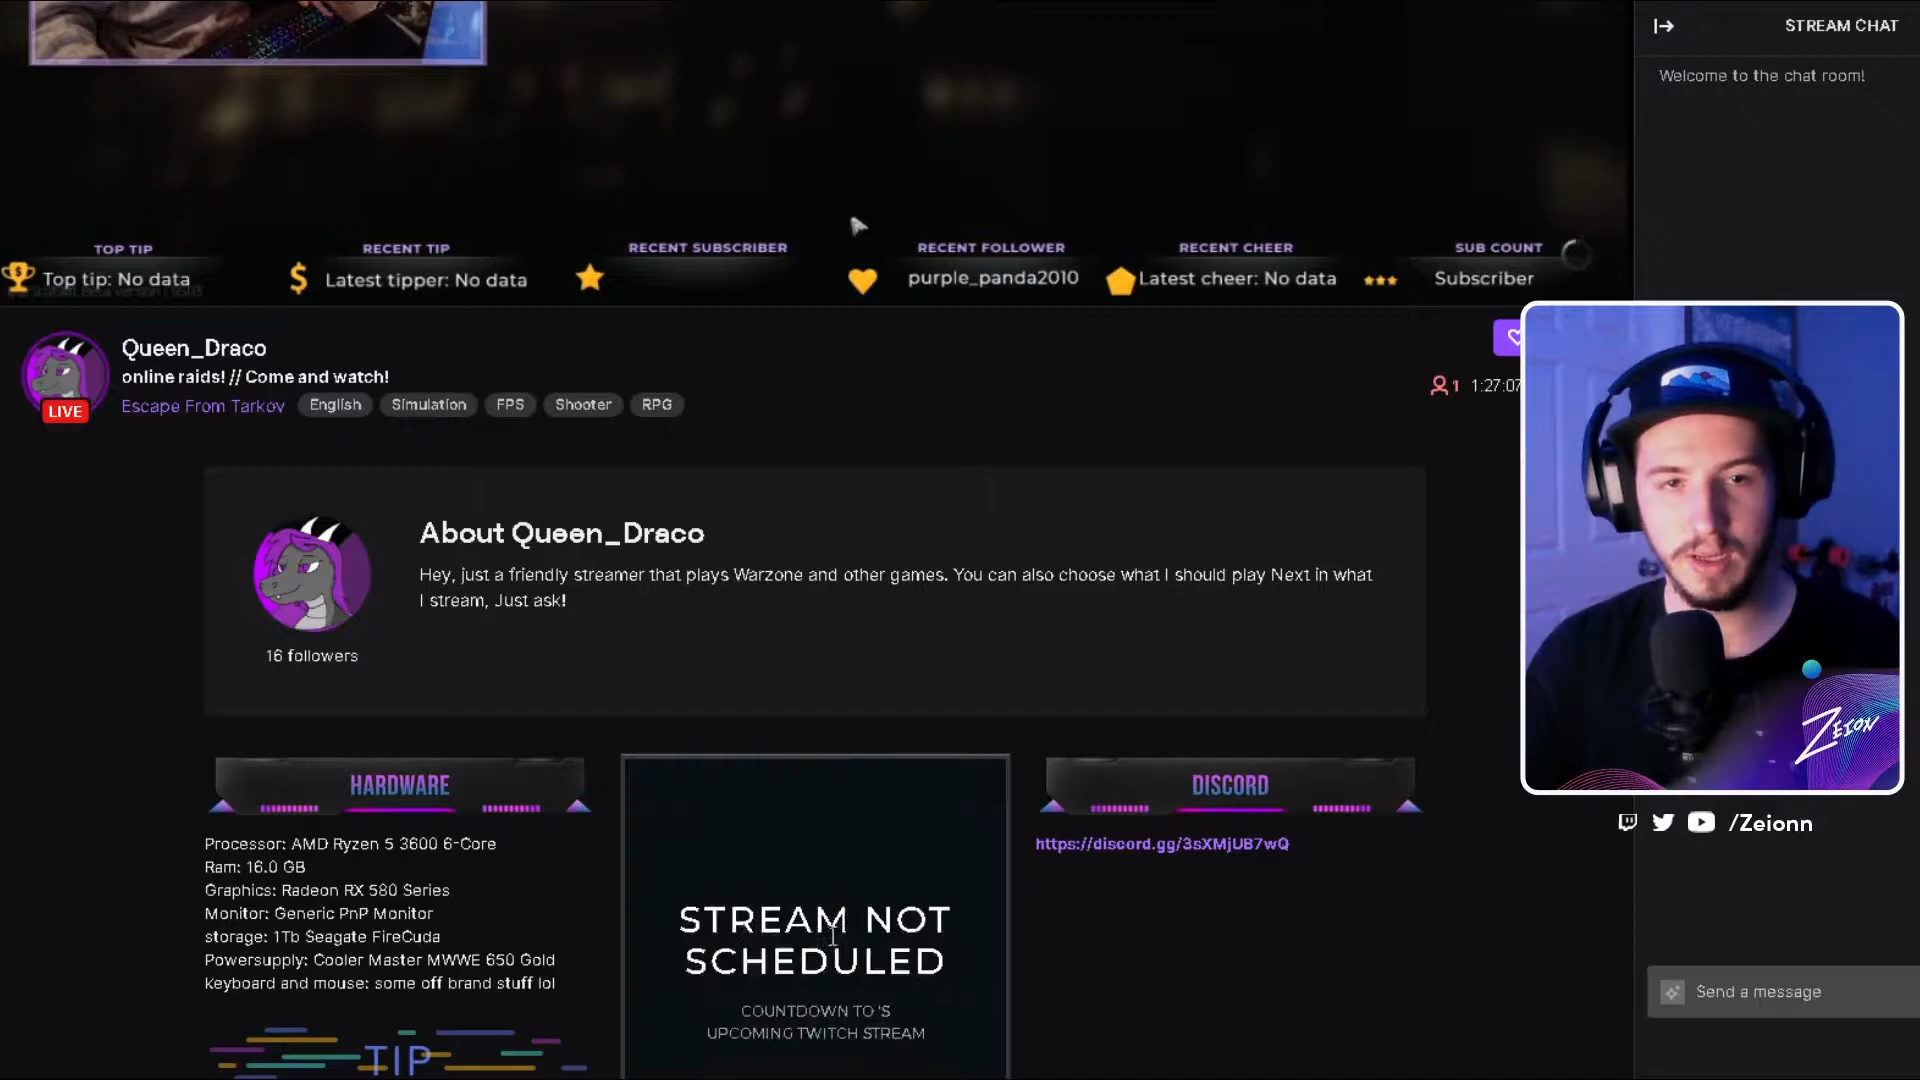 STREAM CHAT
Welcome to the chat room!
TOP TIP
Top tip: No data
RECENT TIP
Latest tipper: No data
RECENT SUBSCRIBER
RECENT FOLLOWER
purple_panda2010
RECENT CHEER
Latest cheer: No data
SUB COUNT
Subscriber
Queen_Draco
online raids! // Come and watch!
Escape From Tarkov English Simulation FPS Shooter RPG
LIVE
1 1:27:07
About Queen_Draco
Hey, just a friendly streamer that plays Warzone and other games. You can also choose what I should play Next in what
I stream, Just ask!
16 followers
HARDWARE
Processor: AMD Ryzen 5 3600 6-Core
Ram: 16.0 GB
Graphics: Radeon RX 580 Series
Monitor: Generic PnP Monitor
storage: 1Tb Seagate FireCuda
Powersupply: Cooler Master MWWE 650 Gold
Keyboard and mouse: some off brand stuff lol
TIP
STREAM NOT
SCHEDULED
COUNTDOWN TO 'S
UPCOMING TWITCH STREAM
DISCORD
https://discord.gg/3sXMjUB7wQ
ZEION
/Zeionn
Send a message